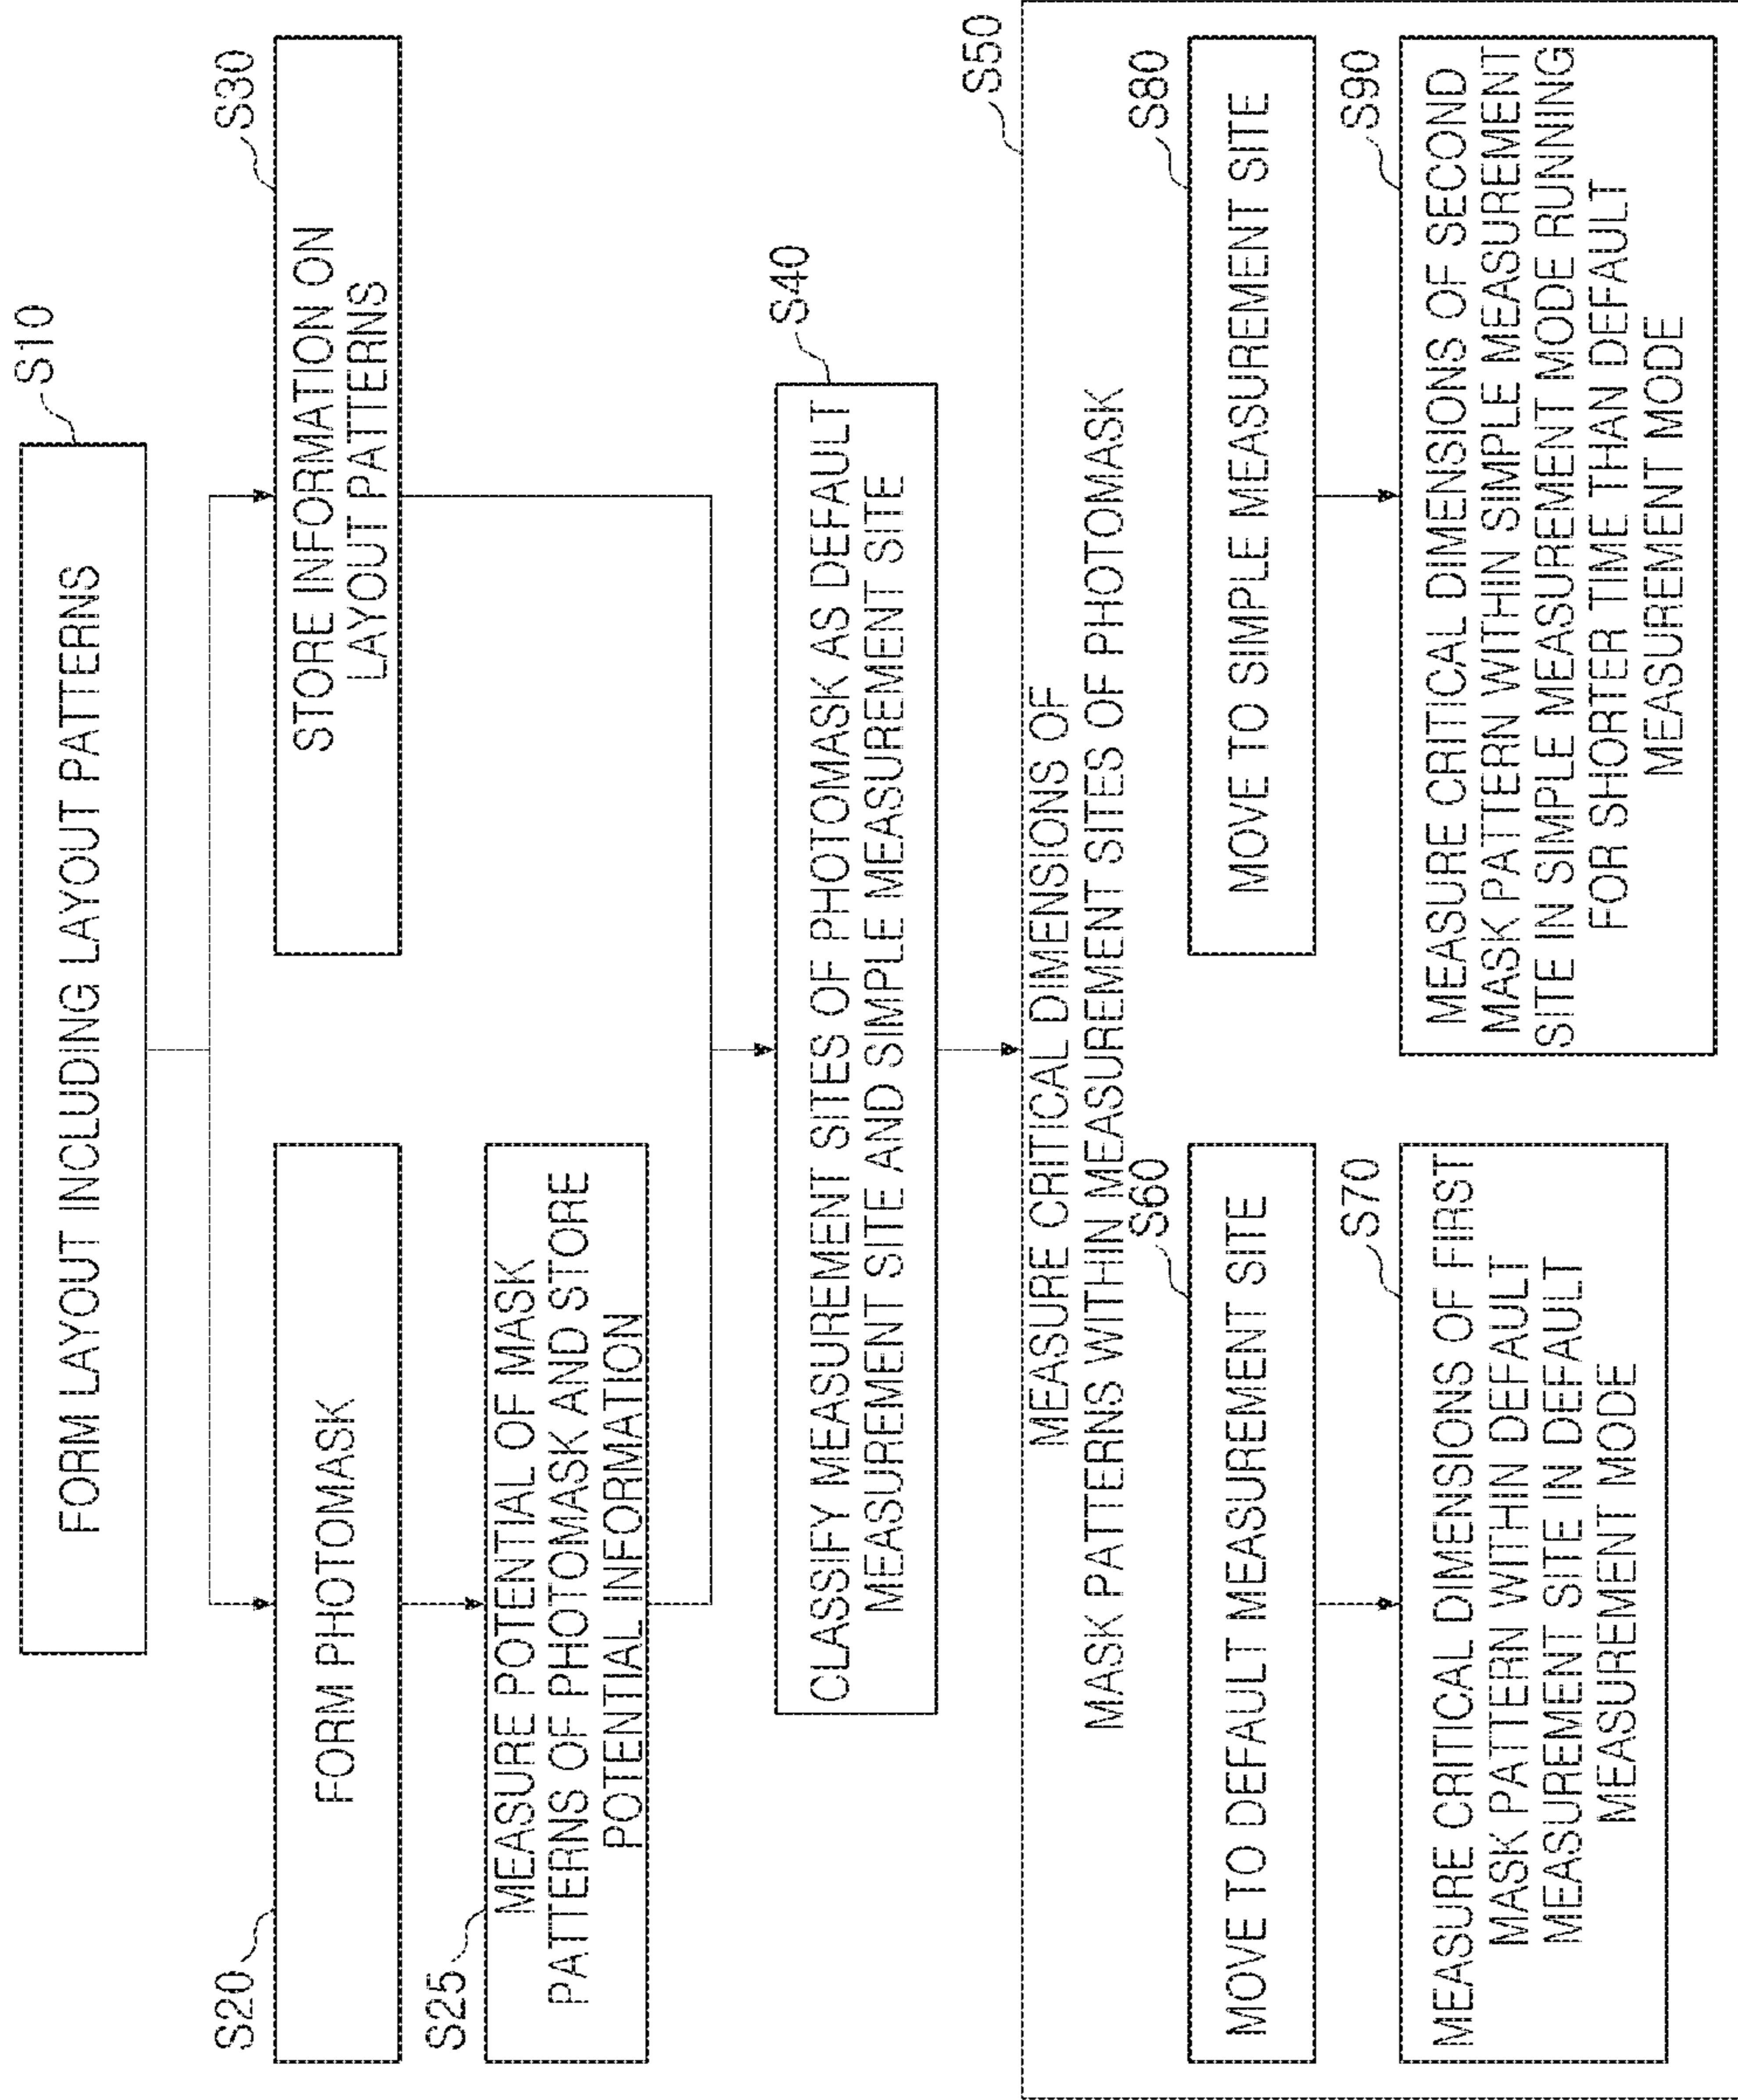 S10
FORM LAYOUT INCLUDING LAYOUT PATTERNS
S20
FORM PHOTOMASK
S30
STORE INFORMATION ON
LAYOUT PATTERNS
S25
MEASURE POTENTIAL OF MASK
PATTERNS OF PHOTOMASK AND STORE
POTENTIAL INFORMATION
S40
CLASSIFY MEASUREMENT SITES OF PHOTOMASK AS DEFAULT
MEASUREMENT SITE AND SIMPLE MEASUREMENT SITE
S50
MEASURE CRITICAL DIMENSIONS OF
MASK PATTERNS WITHIN MEASUREMENT SITES OF PHOTOMASK
S60
MOVE TO DEFAULT MEASUREMENT SITE
S80
MOVE TO SIMPLE MEASUREMENT SITE
S70
MEASURE CRITICAL DIMENSIONS OF FIRST
MASK PATTERN WITHIN DEFAULT
MEASUREMENT SITE IN DEFAULT
MEASUREMENT MODE
S90
MEASURE CRITICAL DIMENSIONS OF SECOND
MASK PATTERN WITHIN SIMPLE MEASUREMENT
SITE IN SIMPLE MEASUREMENT MODE RUNNING
FOR SHORTER TIME THAN DEFAULT
MEASUREMENT MODE